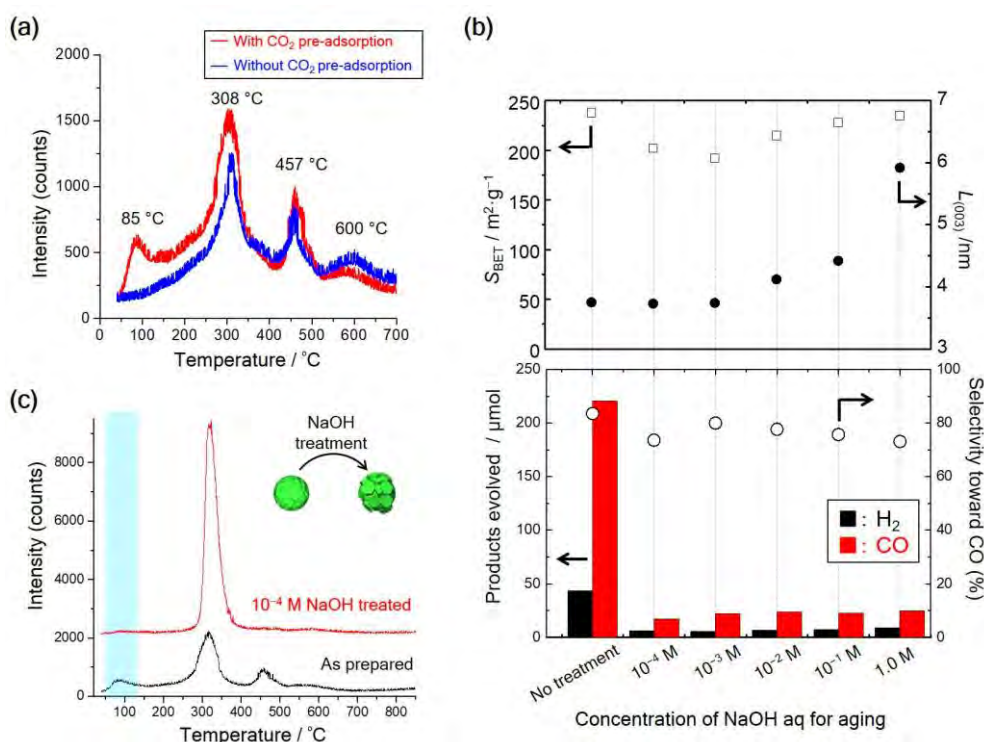 (a)
With CO₂ pre-adsorption
Without CO₂ pre-adsorption
2000
1500
1000
500
0
Intensity (counts)
85 °C
308 °C
457 °C
600 °C
0 100 200 300 400 500 600 700
Temperature / °C
(b)
250
200
150
100
50
0
S_BET / m²·g⁻¹
7
6
5
4
3
L_(003) /nm
250
200
150
100
50
0
Products evolved / μmol
100
80
60
40
20
0
Selectivity toward CO (%)
: H₂
: CO
No treatment 10⁻⁴ M 10⁻³ M 10⁻² M 10⁻¹ M 1.0 M
Concentration of NaOH aq for aging
(c)
8000
6000
4000
2000
0
Intensity (counts)
NaOH
treatment
10⁻⁴ M NaOH treated
As prepared
100 200 300 400 500 600 700 800
Temperature / °C